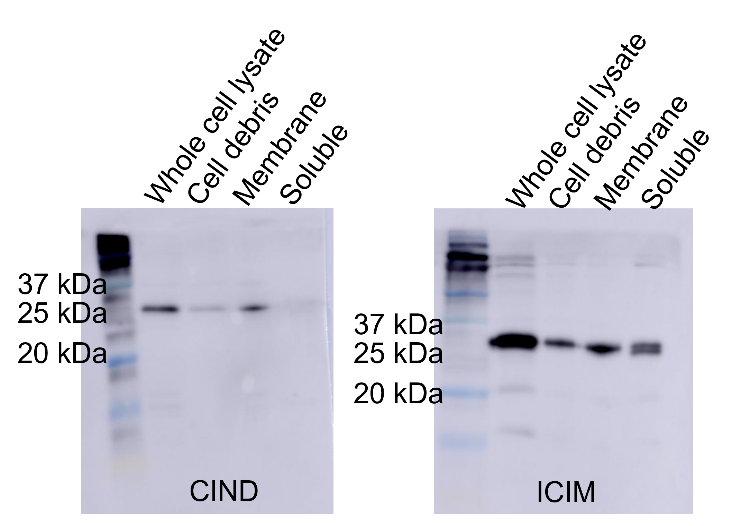 Whole cell lysate
Cell debris
Membrane
Soluble
37 kDa
25 kDa
20 kDa
CIND
Whole cell lysate
Cell debris
Membrane
Soluble
37 kDa
25 kDa
20 kDa
ICIM